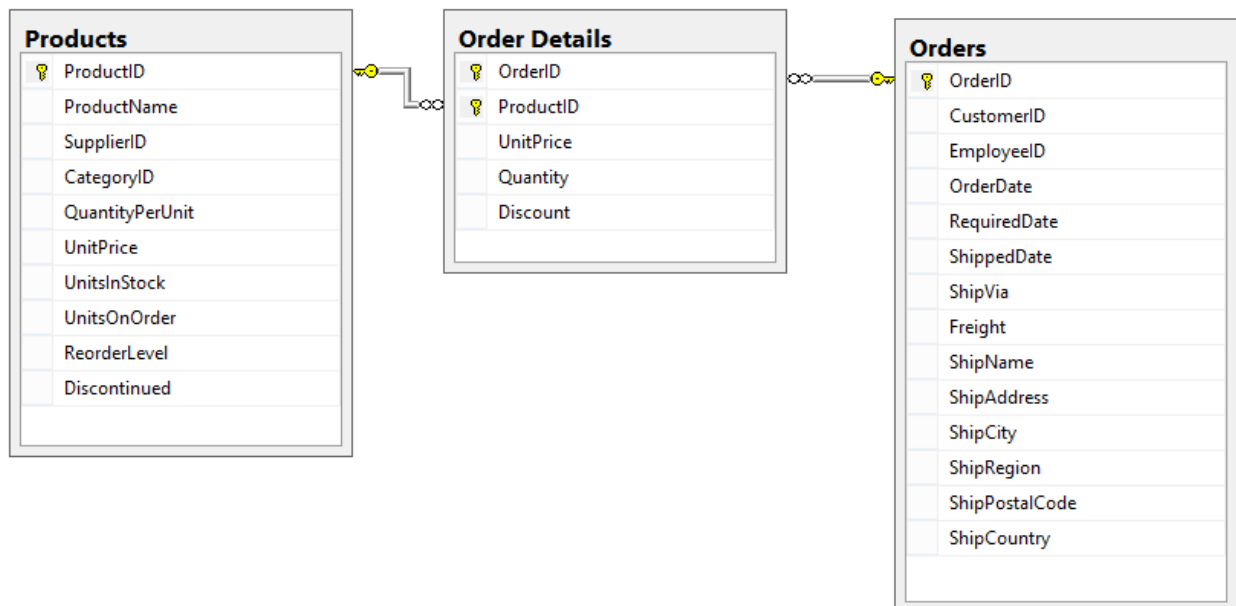 Products
ProductID
ProductName
SupplierID
CategoryID
QuantityPerUnit
UnitPrice
UnitsInStock
UnitsOnOrder
ReorderLevel
Discontinued
Order Details
OrderID
ProductID
UnitPrice
Quantity
Discount
Orders
OrderID
CustomerID
EmployeeID
OrderDate
RequiredDate
ShippedDate
ShipVia
Freight
ShipName
ShipAddress
ShipCity
ShipRegion
ShipPostalCode
ShipCountry